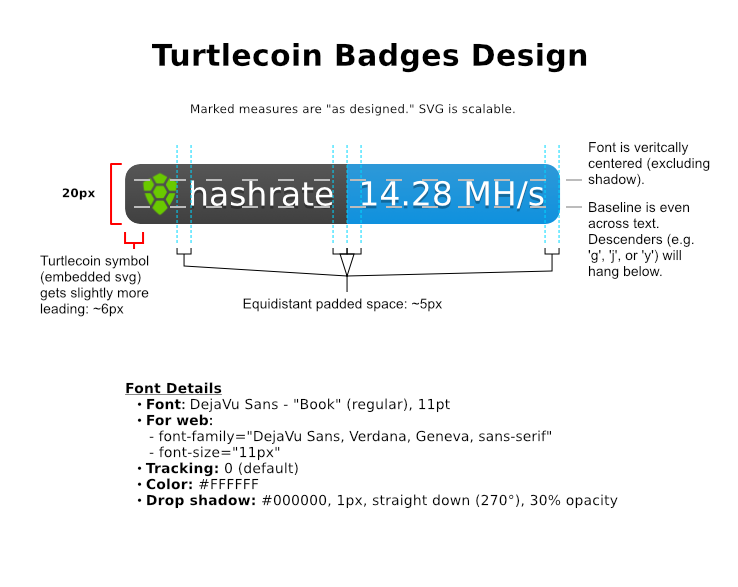 Turtlecoin Badges Design
Marked measures are "as designed." SVG is scalable.
Font is veritcally
centered (excluding
shadow).
20px
hashrate
14.28 MH/s
Baseline is even
across text.
Descenders (e.g.
'g', 'j', or 'y') will
hang below.
Turtlecoin symbol
(embedded svg)
gets slightly more
leading: ~6px
Equidistant padded space: ~5px
Font Details
• Font: DejaVu Sans - "Book" (regular), 11pt
• For web:
- font-family="DejaVu Sans, Verdana, Geneva, sans-serif"
- font-size="11px"
• Tracking: 0 (default)
• Color: #FFFFFF
• Drop shadow: #000000, 1px, straight down (270°), 30% opacity